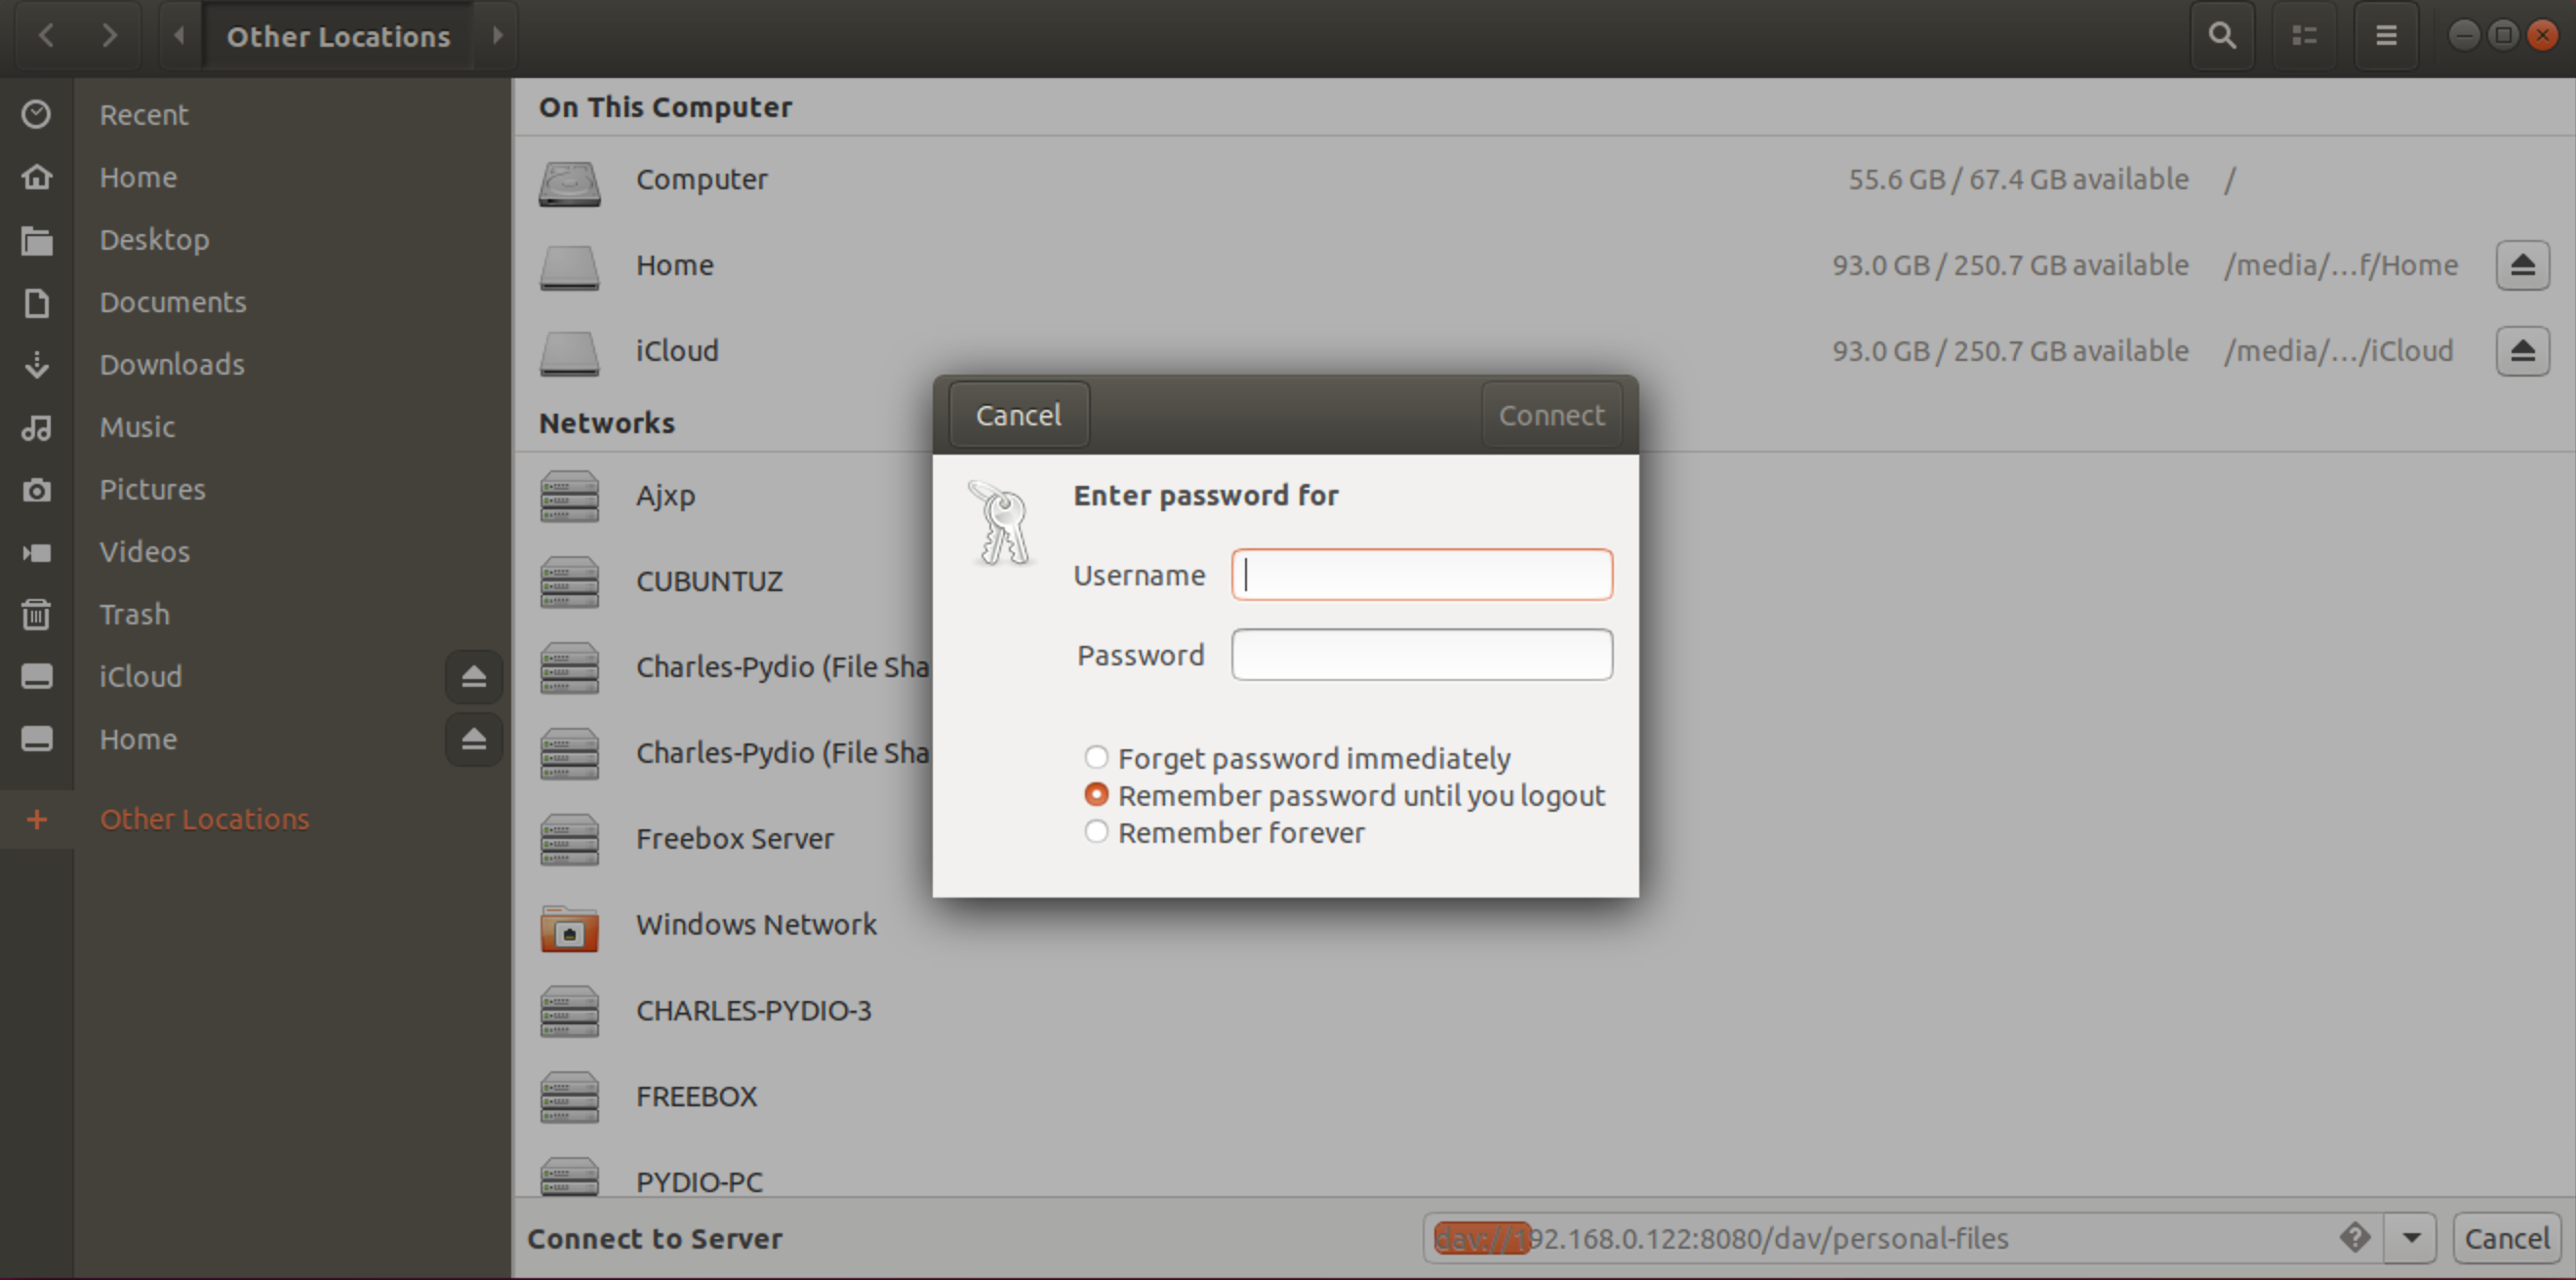 Other Locations
Recent
Home
Desktop
Documents
Downloads
Music
Pictures
Videos
Trash
iCloud
Home
Other Locations
On This Computer
Computer 55.6 GB / 67.4 GB available /
Home 93.0 GB / 250.7 GB available /media/...f/Home
iCloud 93.0 GB / 250.7 GB available /media/.../iCloud
Networks
Ajxp
CUBUNTUZ
Charles-Pydio (File Sha
Charles-Pydio (File Sha
Freebox Server
Windows Network
CHARLES-PYDIO-3
FREEBOX
PYDIO-PC
Cancel Connect
Enter password for
Username
Password
Forget password immediately
Remember password until you logout
Remember forever
Connect to Server dav://192.168.0.122:8080/dav/personal-files Cancel